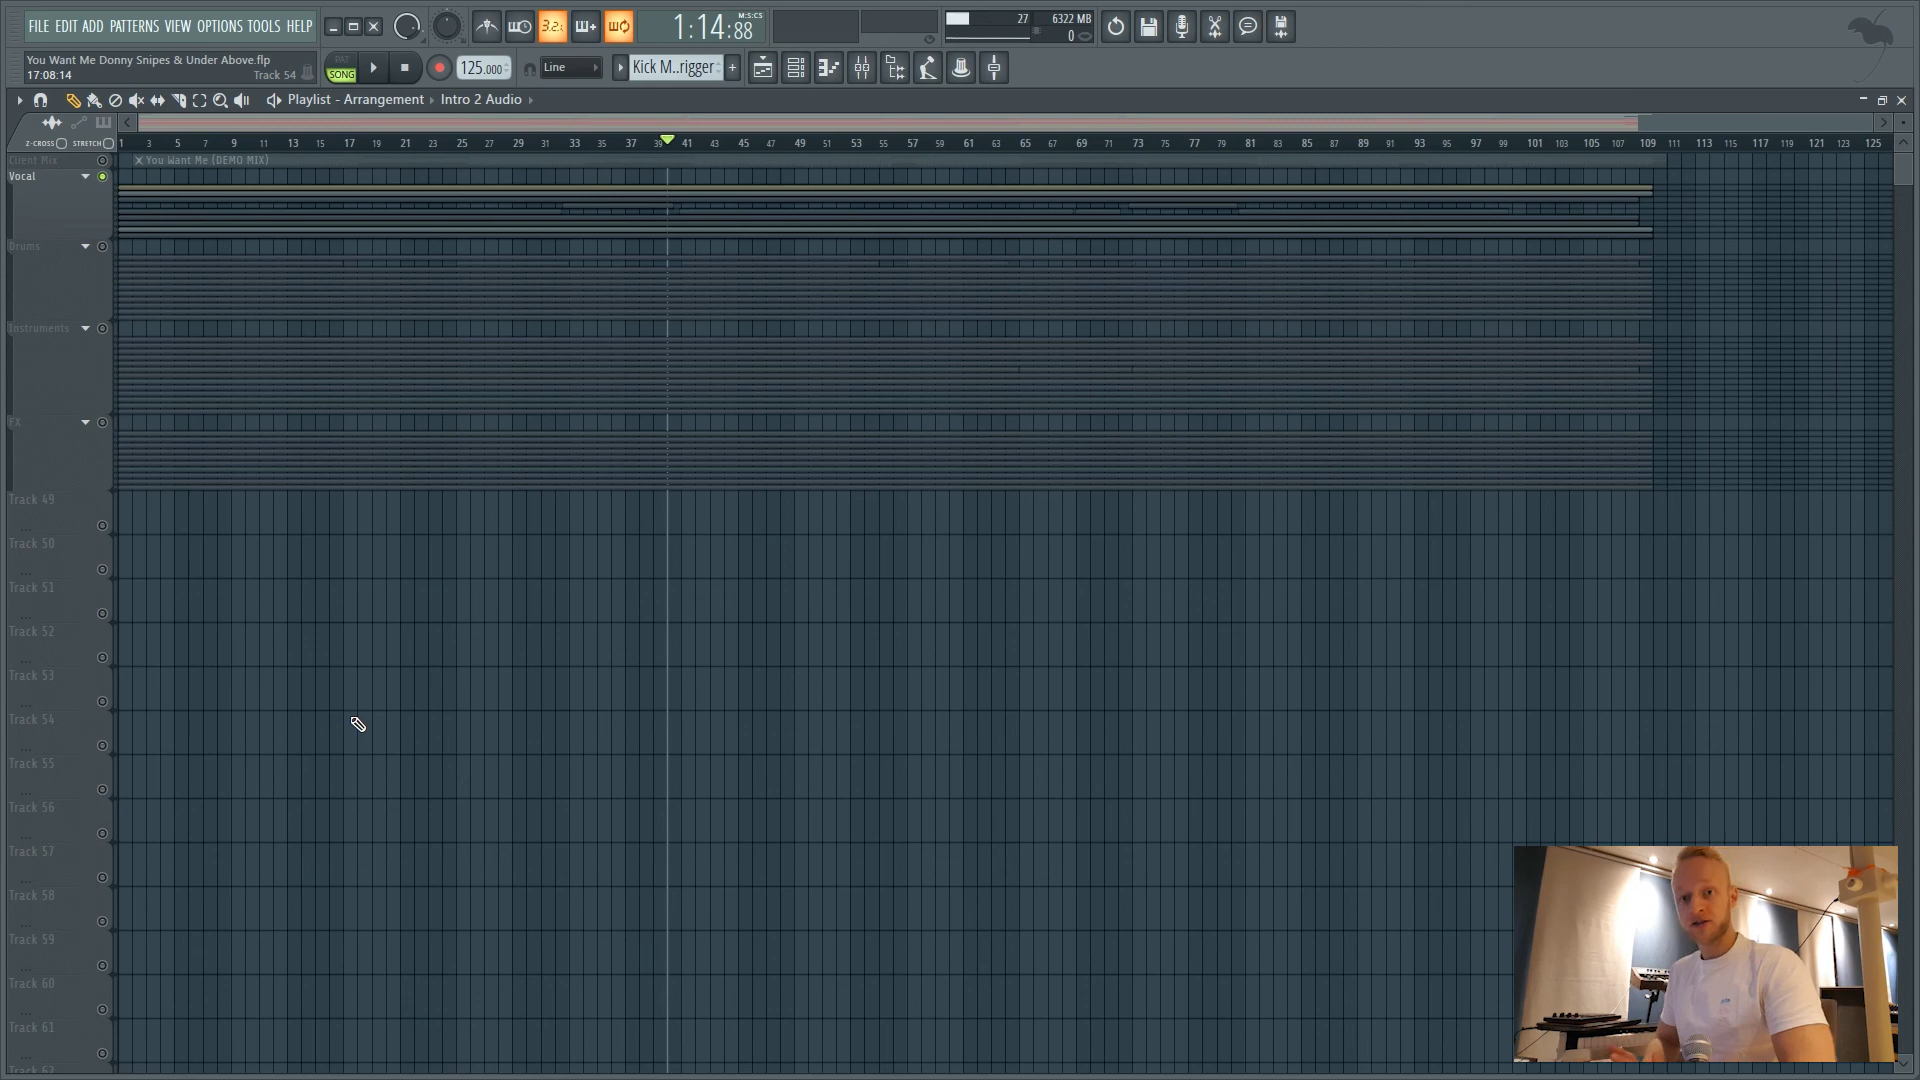 FILE EDIT ADD PATTERNS VIEW OPTIONS TOOLS HELP
3.2
1:14:88
M:S:CS
27
6322 MB
0
You Want Me Donny Snipes & Under Above.flp
17:08:14
Track 54
PAT
SONG
125.000
Line
Kick M..rigger
+
Playlist - Arrangement
Intro 2 Audio
Z-CROSS
STRETCH
1 3 5 7 9 11 13 15 17 19 21 23 25 27 29 31 33 35 37 39 41 43 45 47 49 51 53 55 57 59 61 63 65 67 69 71 73 75 77 79 81 83 85 87 89 91 93 95 97 99 101 103 105 107 109 111 113 115 117 119 121 123 125
Client Mix
You Want Me (DEMO MIX)
Vocal
Drums
Instruments
FX
Track 49
...
Track 50
...
Track 51
...
Track 52
...
Track 53
...
Track 54
...
Track 55
...
Track 56
...
Track 57
...
Track 58
...
Track 59
...
Track 60
...
Track 61
...
Track 62